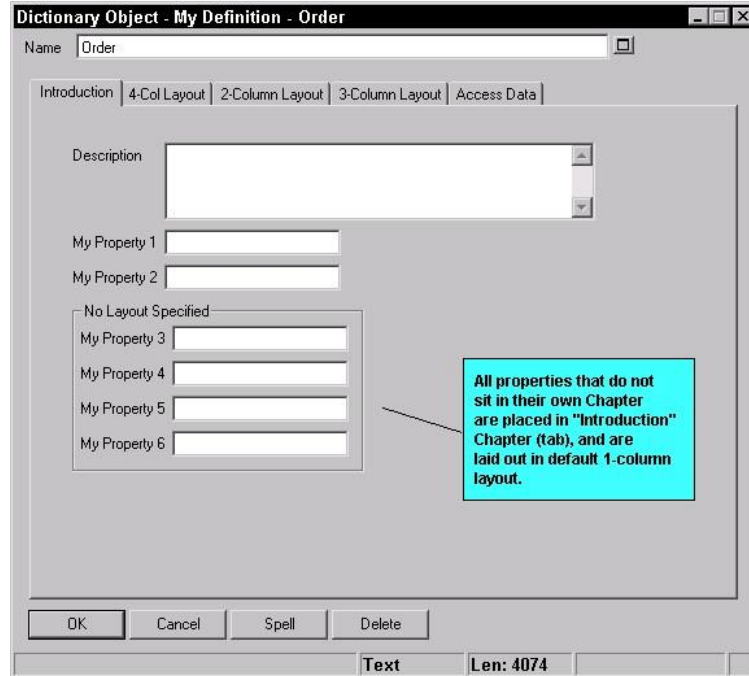 Dictionary Object - My Definition - Order
Name Order
Introduction 4-Col Layout 2-Column Layout 3-Column Layout Access Data
Description
My Property 1
My Property 2
No Layout Specified
My Property 3
My Property 4
My Property 5
My Property 6
All properties that do not
sit in their own Chapter
are placed in "Introduction"
Chapter (tab), and are
laid out in default 1-column
layout.
OK Cancel Spell Delete
Text Len: 4074